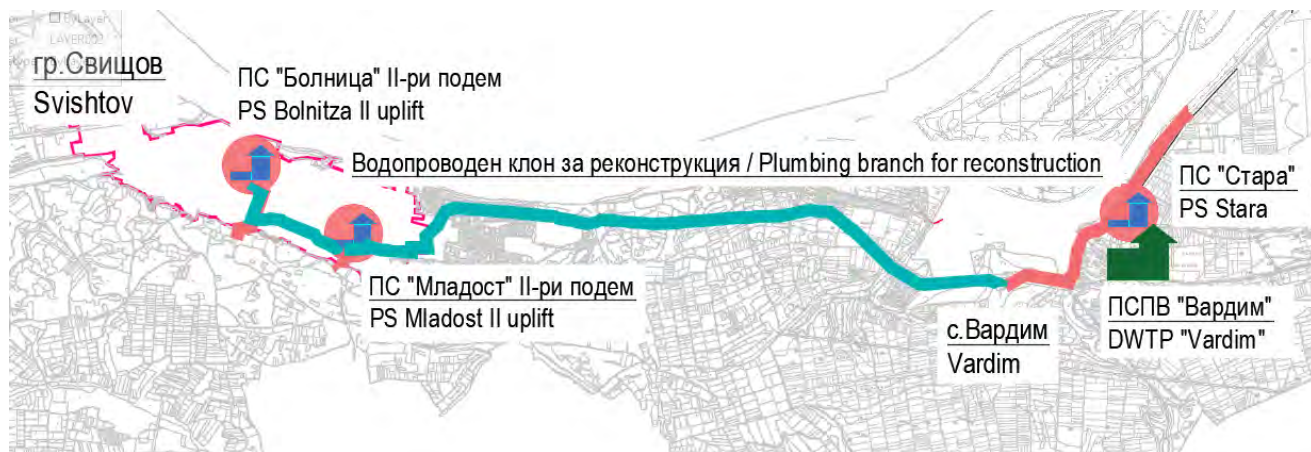 ByLayer
LAYER002
гр.Свищов
Svishtov
ПС "Болница" II-ри подем
PS Bolnitza II uplift
Водопроводен клон за реконструкция / Plumbing branch for reconstruction
ПС "Стара"
PS Stara
ПС "Младост" II-ри подем
PS Mladost II uplift
с.Вардим
Vardim
ПСПВ "Вардим"
DWTP "Vardim"